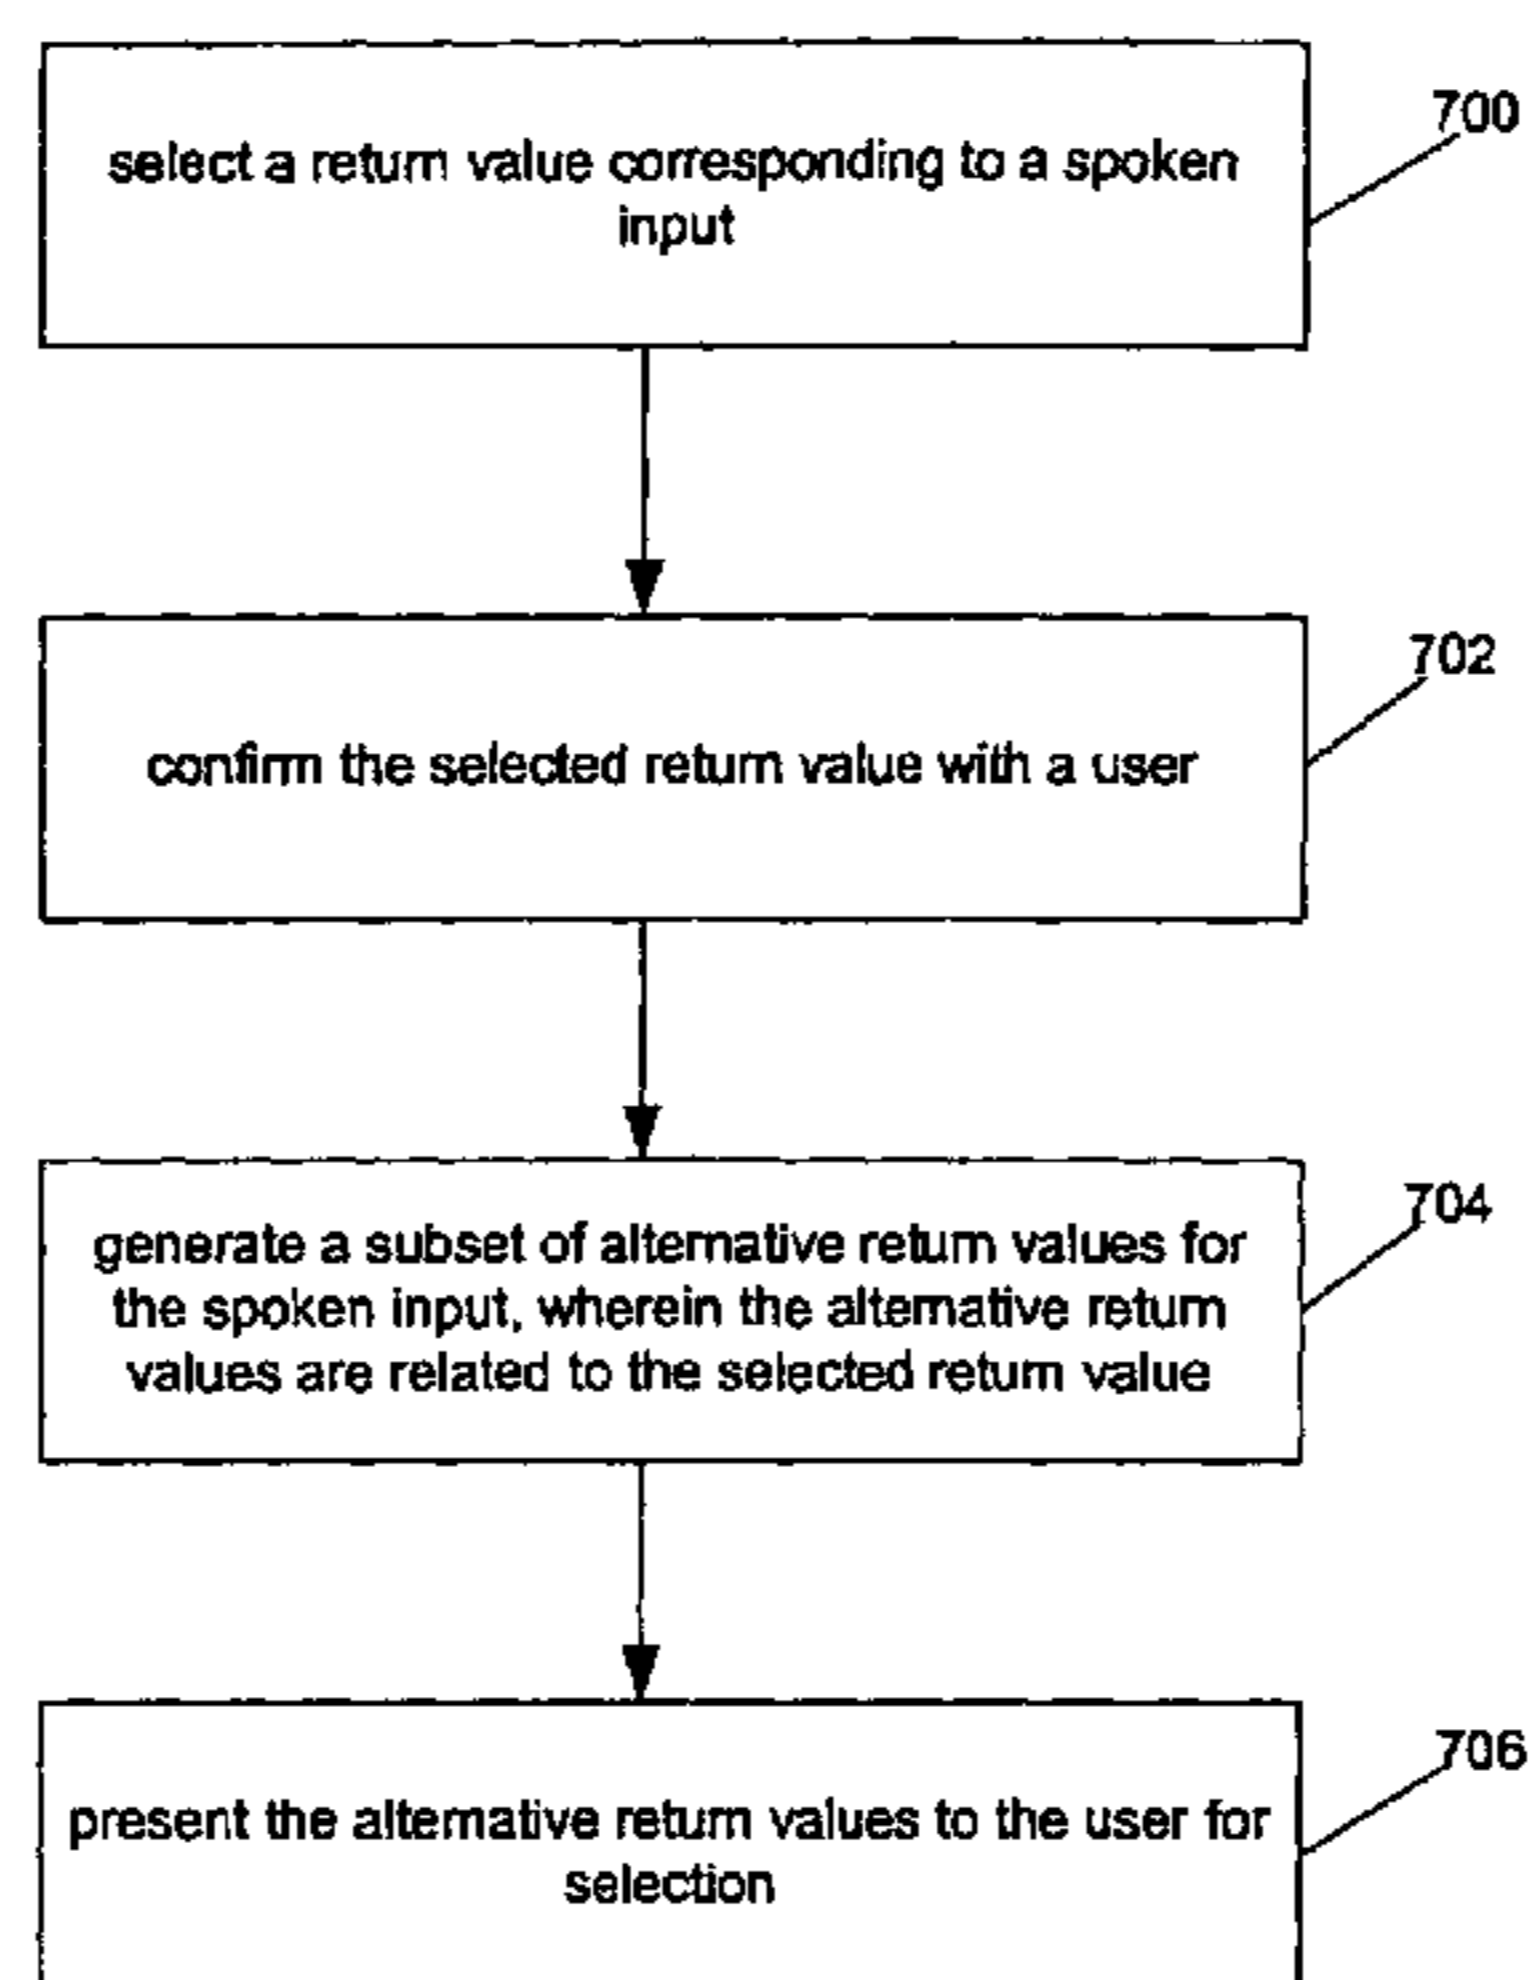 select a return value corresponding to a spoken
input
700
confirm the selected return value with a user
702
generate a subset of alternative return values for
the spoken input, wherein the alternative return
values are related to the selected return value
704
present the alternative return values to the user for
selection
706